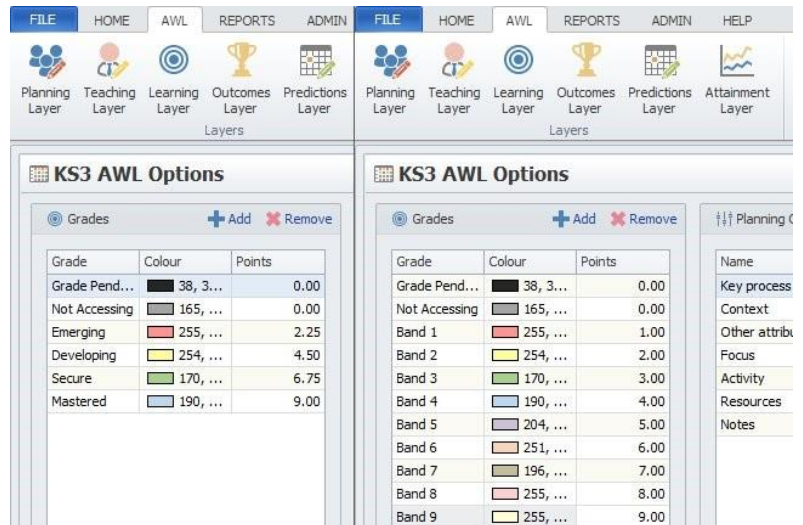 FILE HOME AWL REPORTS ADMIN
Planning Layer Teaching Layer Learning Layer Outcomes Layer Predictions Layer
Layers
KS3 AWL Options
Grades Add Remove
Grade Colour Points
Grade Pend... 38, 3... 0.00
Not Accessing 165, ... 0.00
Emerging 255, ... 2.25
Developing 254, ... 4.50
Secure 170, ... 6.75
Mastered 190, ... 9.00
FILE HOME AWL REPORTS ADMIN HELP
Planning Layer Teaching Layer Learning Layer Outcomes Layer Predictions Layer Attainment Layer
Layers
KS3 AWL Options
Grades Add Remove
Grade Colour Points
Grade Pend... 38, 3... 0.00
Not Accessing 165, ... 0.00
Band 1 255, ... 1.00
Band 2 254, ... 2.00
Band 3 170, ... 3.00
Band 4 190, ... 4.00
Band 5 204, ... 5.00
Band 6 251, ... 6.00
Band 7 196, ... 7.00
Band 8 255, ... 8.00
Band 9 255, ... 9.00
Planning
Name
Key process
Context
Other attribu
Focus
Activity
Resources
Notes